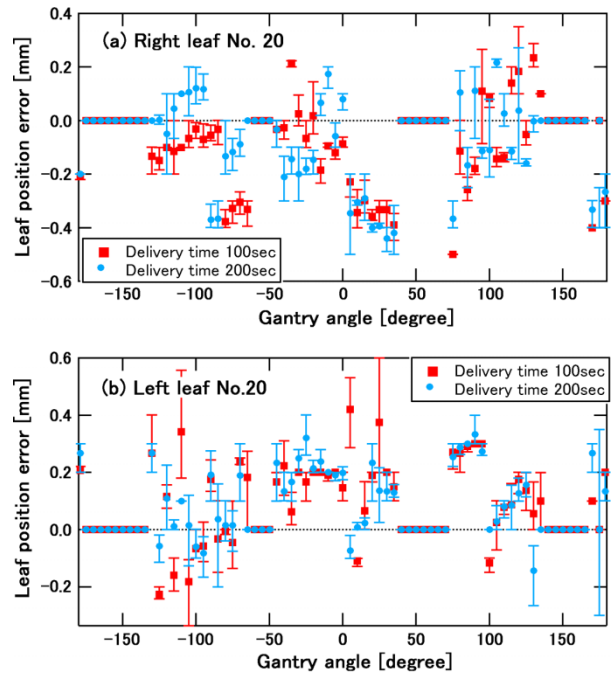 (a) Right leaf No. 20
Leaf position error [mm]
0.4
0.2
0.0
−0.2
−0.4
−0.6
Delivery time 100sec
Delivery time 200sec
−150 −100 −50 0 50 100 150
Gantry angle [degree]
(b) Left leaf No.20
Delivery time 100sec
Delivery time 200sec
Leaf position error [mm]
0.6
0.4
0.2
0.0
−0.2
−150 −100 −50 0 50 100 150
Gantry angle [degree]